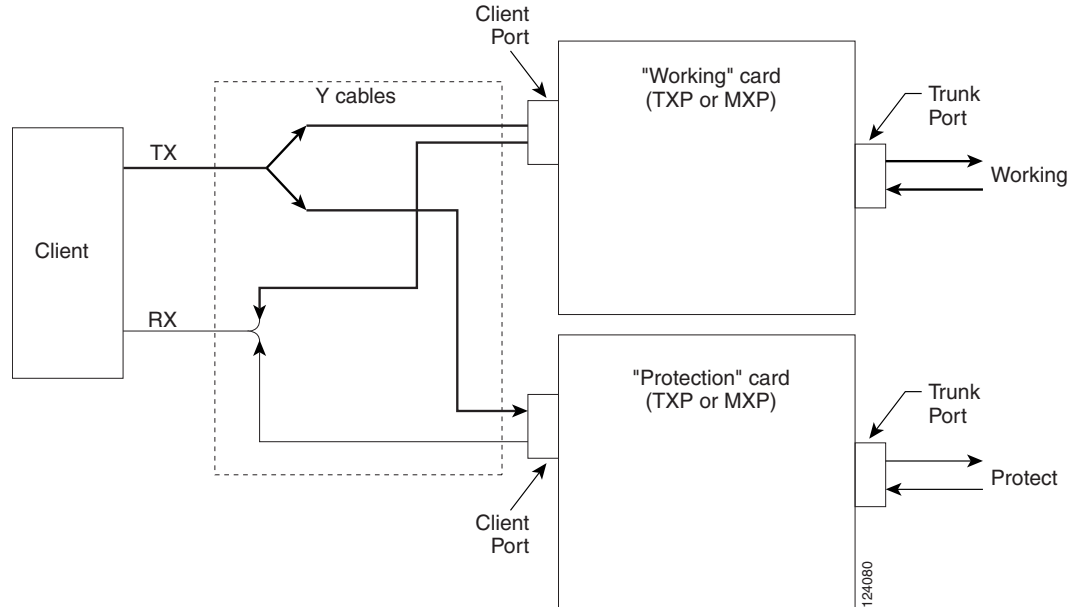 Client
Port
"Working" card
(TXP or MXP)
Y cables
Trunk
Port
TX
Working
Client
RX
"Protection" card
(TXP or MXP)
Trunk
Port
Protect
Client
Port
124080